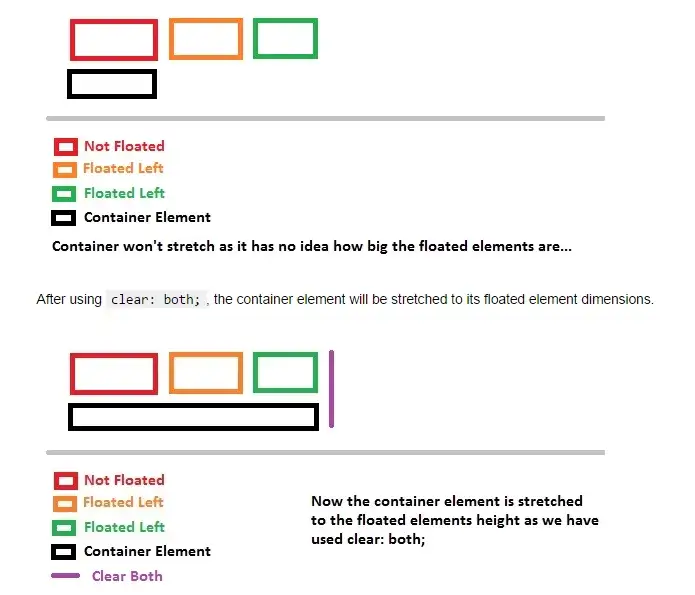 Not Floated
Floated Left
Floated Left
Container Element
Container won't stretch as it has no idea how big the floated elements are...
After using clear: both; , the container element will be stretched to its floated element dimensions.
Not Floated
Floated Left
Floated Left
Container Element
Clear Both
Now the container element is stretched
to the floated elements height as we have
used clear: both;